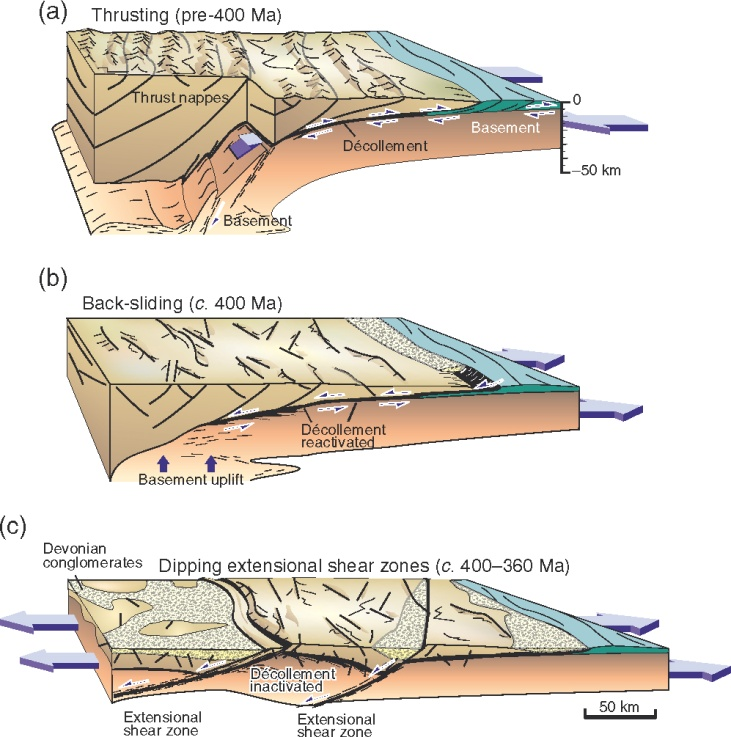 (a)
Thrusting (pre-400 Ma)
Thrust nappes
0
Basement
Décollement
–50 km
Basement
(b)
Back-sliding (c. 400 Ma)
Décollement
reactivated
Basement uplift
(c)
Devonian
conglomerates
Dipping extensional shear zones (c. 400–360 Ma)
Décollement
inactivated
Extensional
shear zone
Extensional
shear zone
50 km